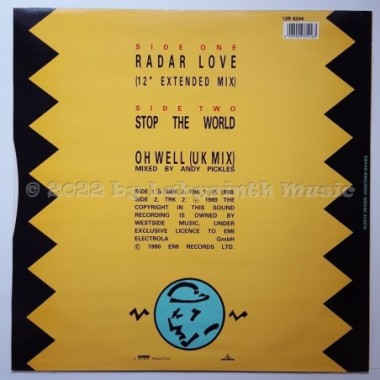 12R 6244
SIDE ONE
RADAR LOVE
(12" EXTENDED MIX)
SIDE TWO
STOP THE WORLD
OH WELL (UK MIX)
MIXED BY ANDY PICKLES
SIDE 1 & SIDE 2, TRK 1: ℗ 1990.
SIDE 2, TRK 2: ℗ 1989 THE
COPYRIGHT IN THIS SOUND
RECORDING IS OWNED BY
WESTSIDE MUSIC, UNDER
EXCLUSIVE LICENCE TO EMI
ELECTROLA GmbH
© 1990 EMI RECORDS LTD.
© 2022 Music